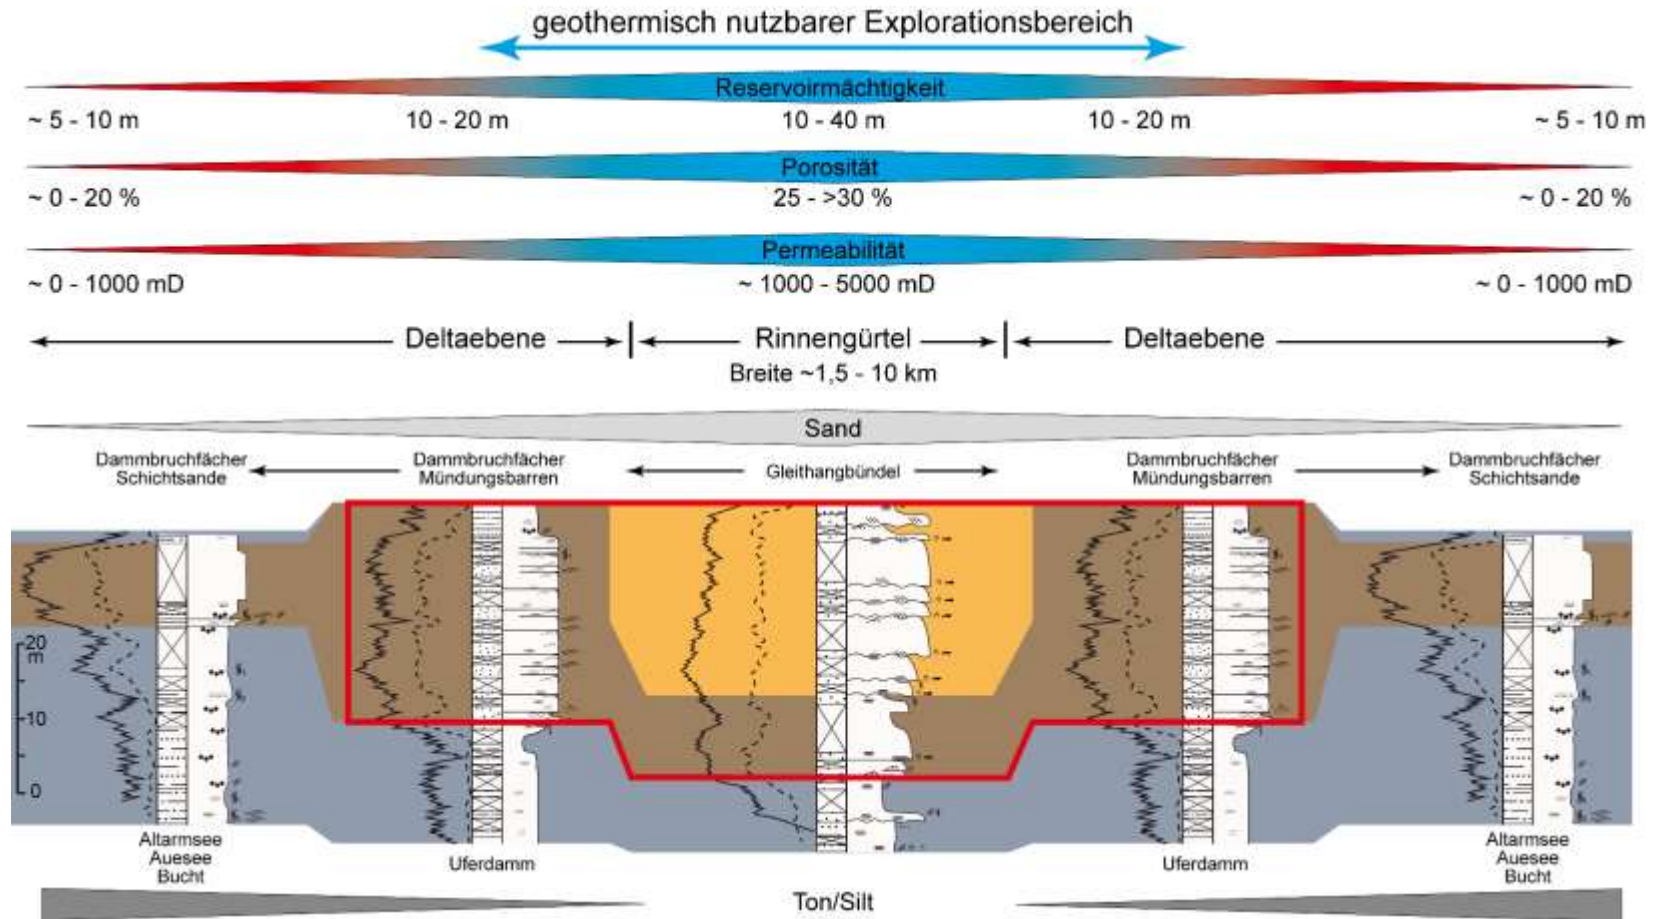 geothermisch nutzbarer Explorationsbereich
Reservoirmächtigkeit
~ 5 - 10 m 10 - 20 m 10 - 40 m 10 - 20 m ~ 5 - 10 m
Porosität
~ 0 - 20 % 25 - >30 % ~ 0 - 20 %
Permeabilität
~ 0 - 1000 mD ~ 1000 - 5000 mD ~ 0 - 1000 mD
Deltaebene Rinnengürtel Deltaebene
Breite ~1,5 - 10 km
Sand
Dammbruchfächer Dammbruchfächer Gleithangbündel Dammbruchfächer Dammbruchfächer
Schichtsande Mündungsbarren Mündungsbarren Schichtsande
20
m
10
0
Altarmsee Altarmsee
Auesee Uferdamm Uferdamm Auesee
Bucht Bucht
Ton/Silt